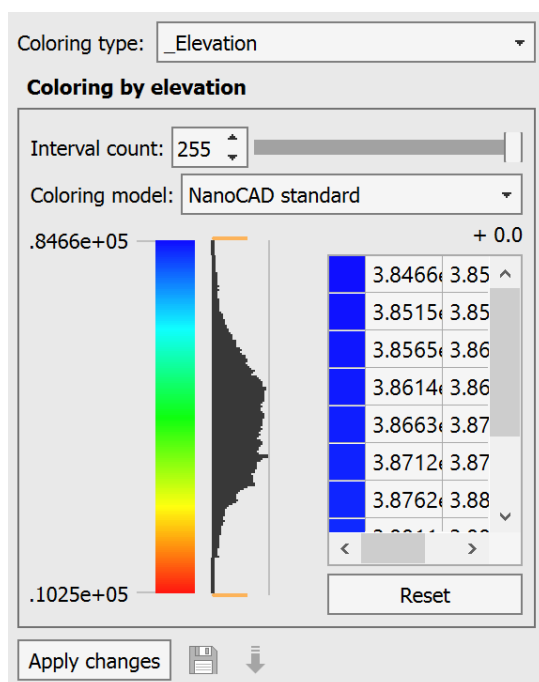 Coloring type: _Elevation
Coloring by elevation
Interval count: 255
Coloring model: NanoCAD standard
.8466e+05
+ 0.0
3.8466 3.85
3.8515 3.85
3.8565 3.86
3.8614 3.86
3.8663 3.87
3.8712 3.87
3.8762 3.88
.1025e+05
Reset
Apply changes